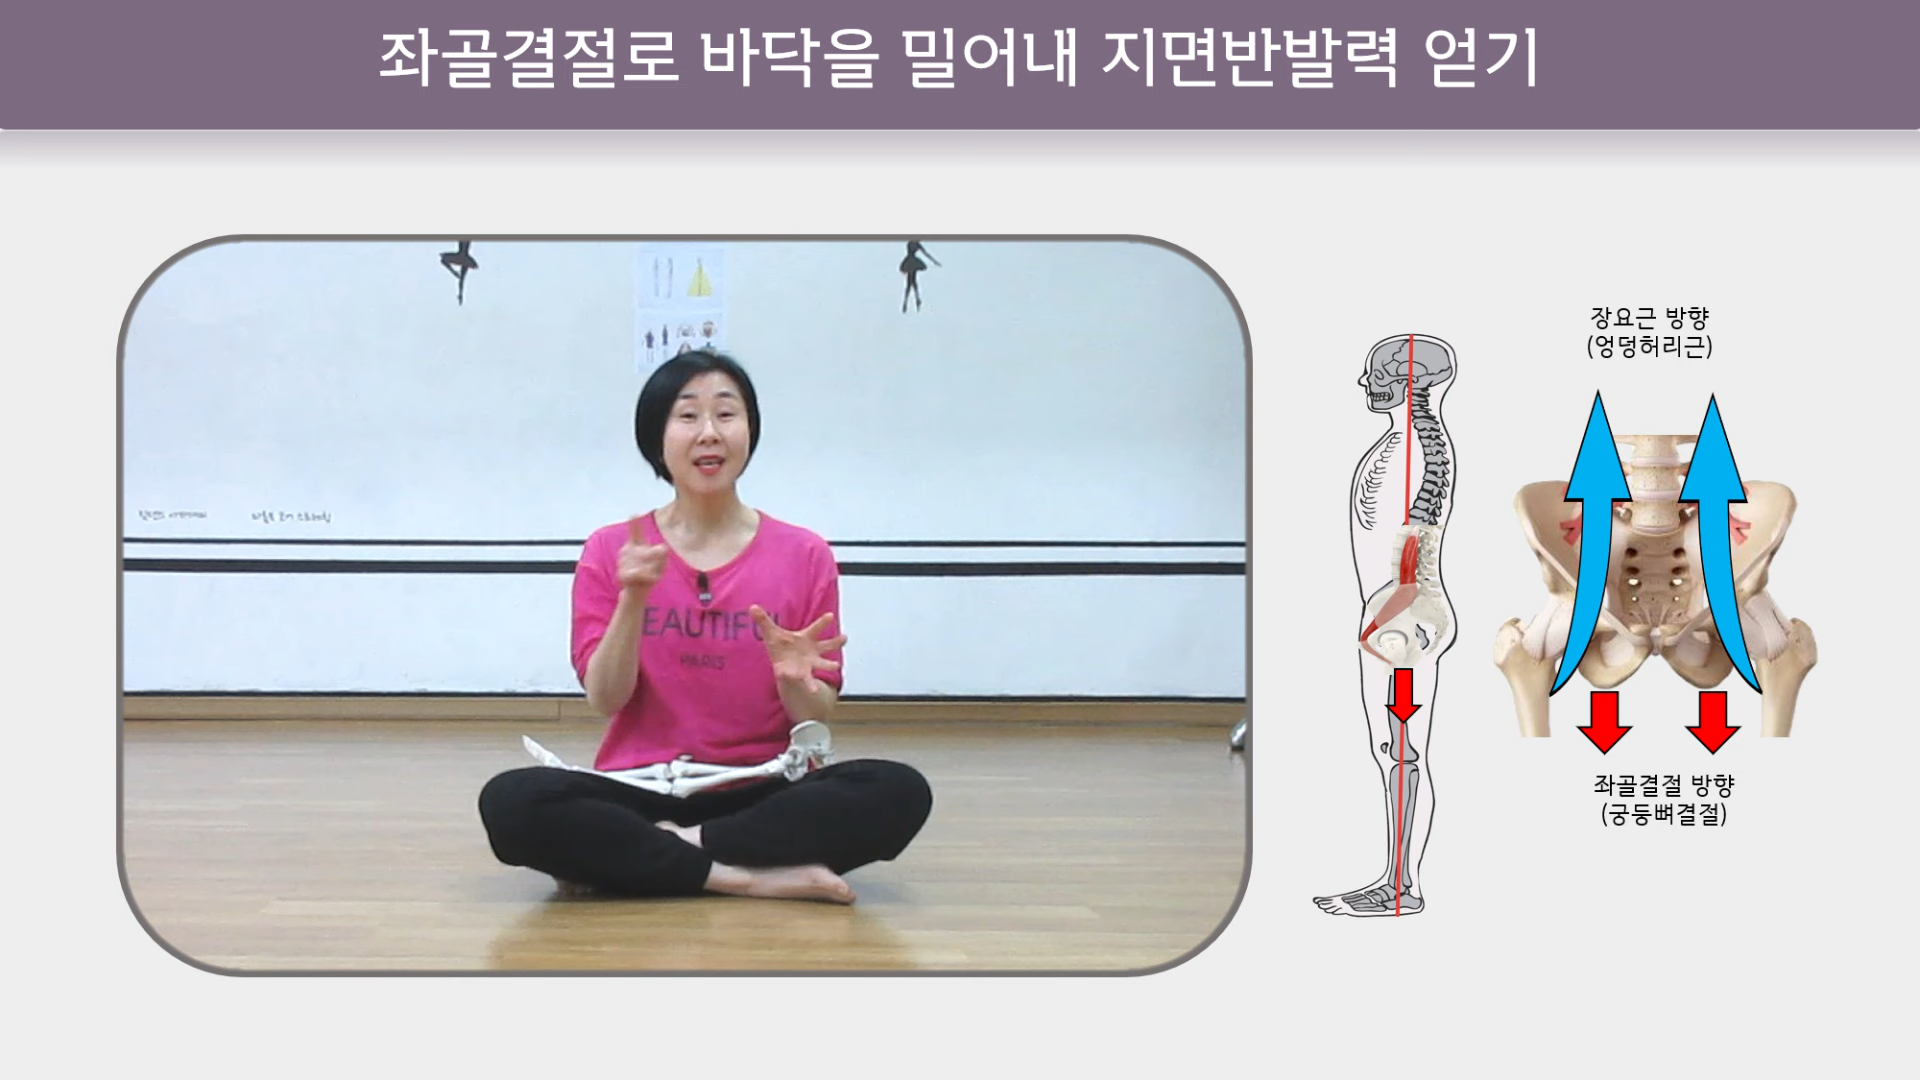 좌골결절로 바닥을 밀어내 지면반발력 얻기
장요근 방향
(엉덩허리근)
EAUTIFUL
PARIS
좌골결절 방향
(궁둥뼈결절)